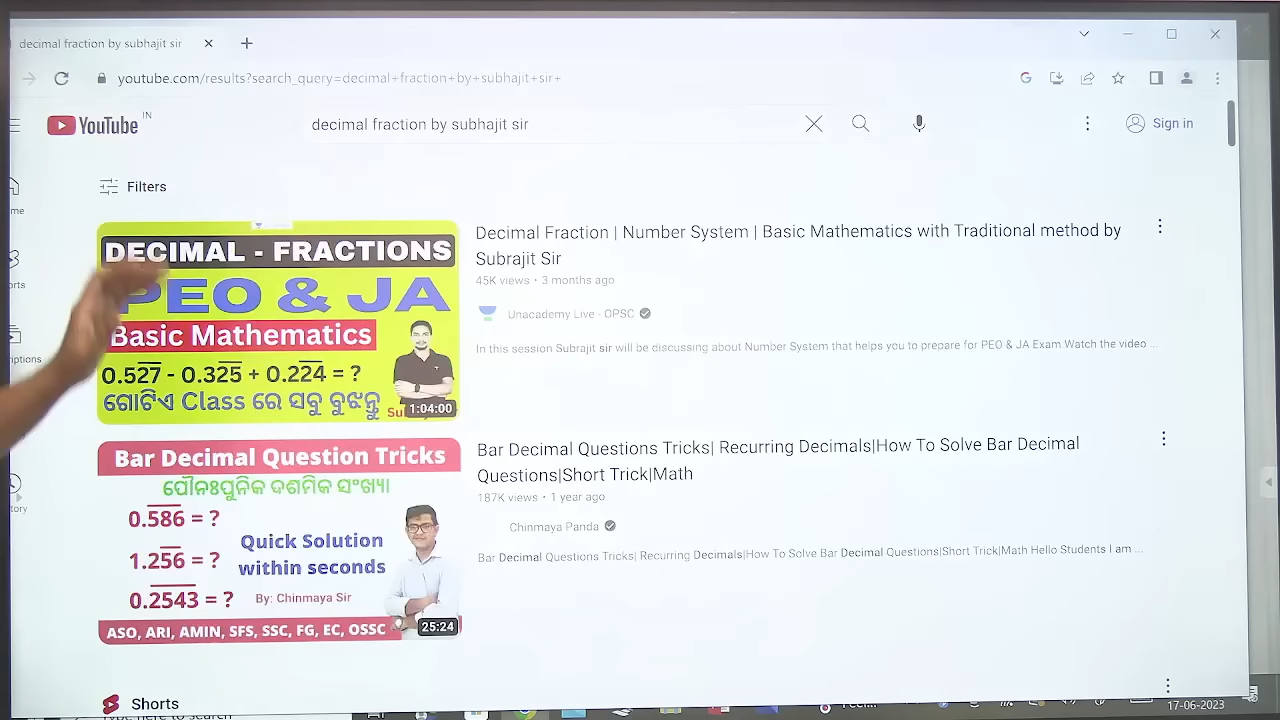 decimal fraction by subhajit sir
youtube.com/results?search_query=decimal+fraction+by+subhajit+sir+
YouTube IN
decimal fraction by subhajit sir
Sign in
Filters
DECIMAL - FRACTIONS
PEO & JA
Basic Mathematics
0.527 - 0.325 + 0.224 = ?
ଗୋଟିଏ Class ରେ ସବୁ ବୁଝନ୍ତୁ
1:04:00
Decimal Fraction | Number System | Basic Mathematics with Traditional method by
Subrajit Sir
45K views • 3 months ago
Unacademy Live - OPSC
In this session Subrajit sir will be discussing about Number System that helps you to prepare for PEO & JA Exam Watch the video ...
Bar Decimal Question Tricks
ପୌନଃପୁନିକ ଦଶମିକ ସଂଖ୍ୟା
0.586 = ?
1.256 = ?
0.2543 = ?
Quick Solution
within seconds
By: Chinmaya Sir
ASO, ARI, AMIN, SFS, SSC, FG, EC, OSSC
25:24
Bar Decimal Questions Tricks| Recurring Decimals|How To Solve Bar Decimal
Questions|Short Trick|Math
187K views • 1 year ago
Chinmaya Panda
Bar Decimal Questions Tricks| Recurring Decimals|How To Solve Bar Decimal Questions|Short Trick|Math Hello Students I am ...
Shorts
Type here to search
17-06-2023